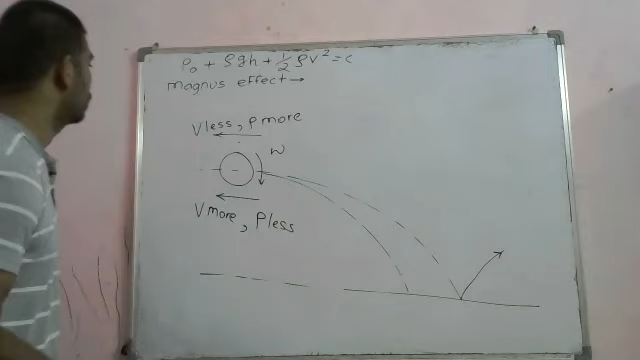 P₀ + ρgh + 1/2 ρv² = c
magnus effect →
Vless, p more
W
Vmore, Pless